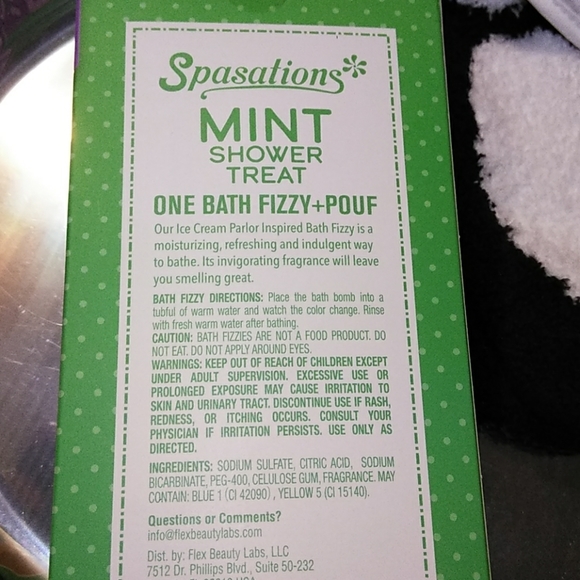 Spasations
MINT
SHOWER
TREAT
ONE BATH FIZZY+POUF
Our Ice Cream Parlor Inspired Bath Fizzy is a
moisturizing, refreshing and indulgent way
to bathe. Its invigorating fragrance will leave
you smelling great.
BATH FIZZY DIRECTIONS: Place the bath bomb into a
tubful of warm water and watch the color change. Rinse
with fresh warm water after bathing.
CAUTION: BATH FIZZIES ARE NOT A FOOD PRODUCT. DO
NOT EAT. DO NOT APPLY AROUND EYES.
WARNINGS: KEEP OUT OF REACH OF CHILDREN EXCEPT
UNDER ADULT SUPERVISION. EXCESSIVE USE OR
PROLONGED EXPOSURE MAY CAUSE IRRITATION TO
SKIN AND URINARY TRACT. DISCONTINUE USE IF RASH,
REDNESS, OR ITCHING OCCURS. CONSULT YOUR
PHYSICIAN IF IRRITATION PERSISTS. USE ONLY AS
DIRECTED.
INGREDIENTS: SODIUM SULFATE, CITRIC ACID, SODIUM
BICARBINATE, PEG-400, CELULOSE GUM, FRAGRANCE. MAY
CONTAIN: BLUE 1 (CI 42090) , YELLOW 5 (CI 15140).
Questions or Comments?
info@flexbeautylabs.com
Dist. by: Flex Beauty Labs, LLC
7512 Dr. Phillips Blvd., Suite 50-232